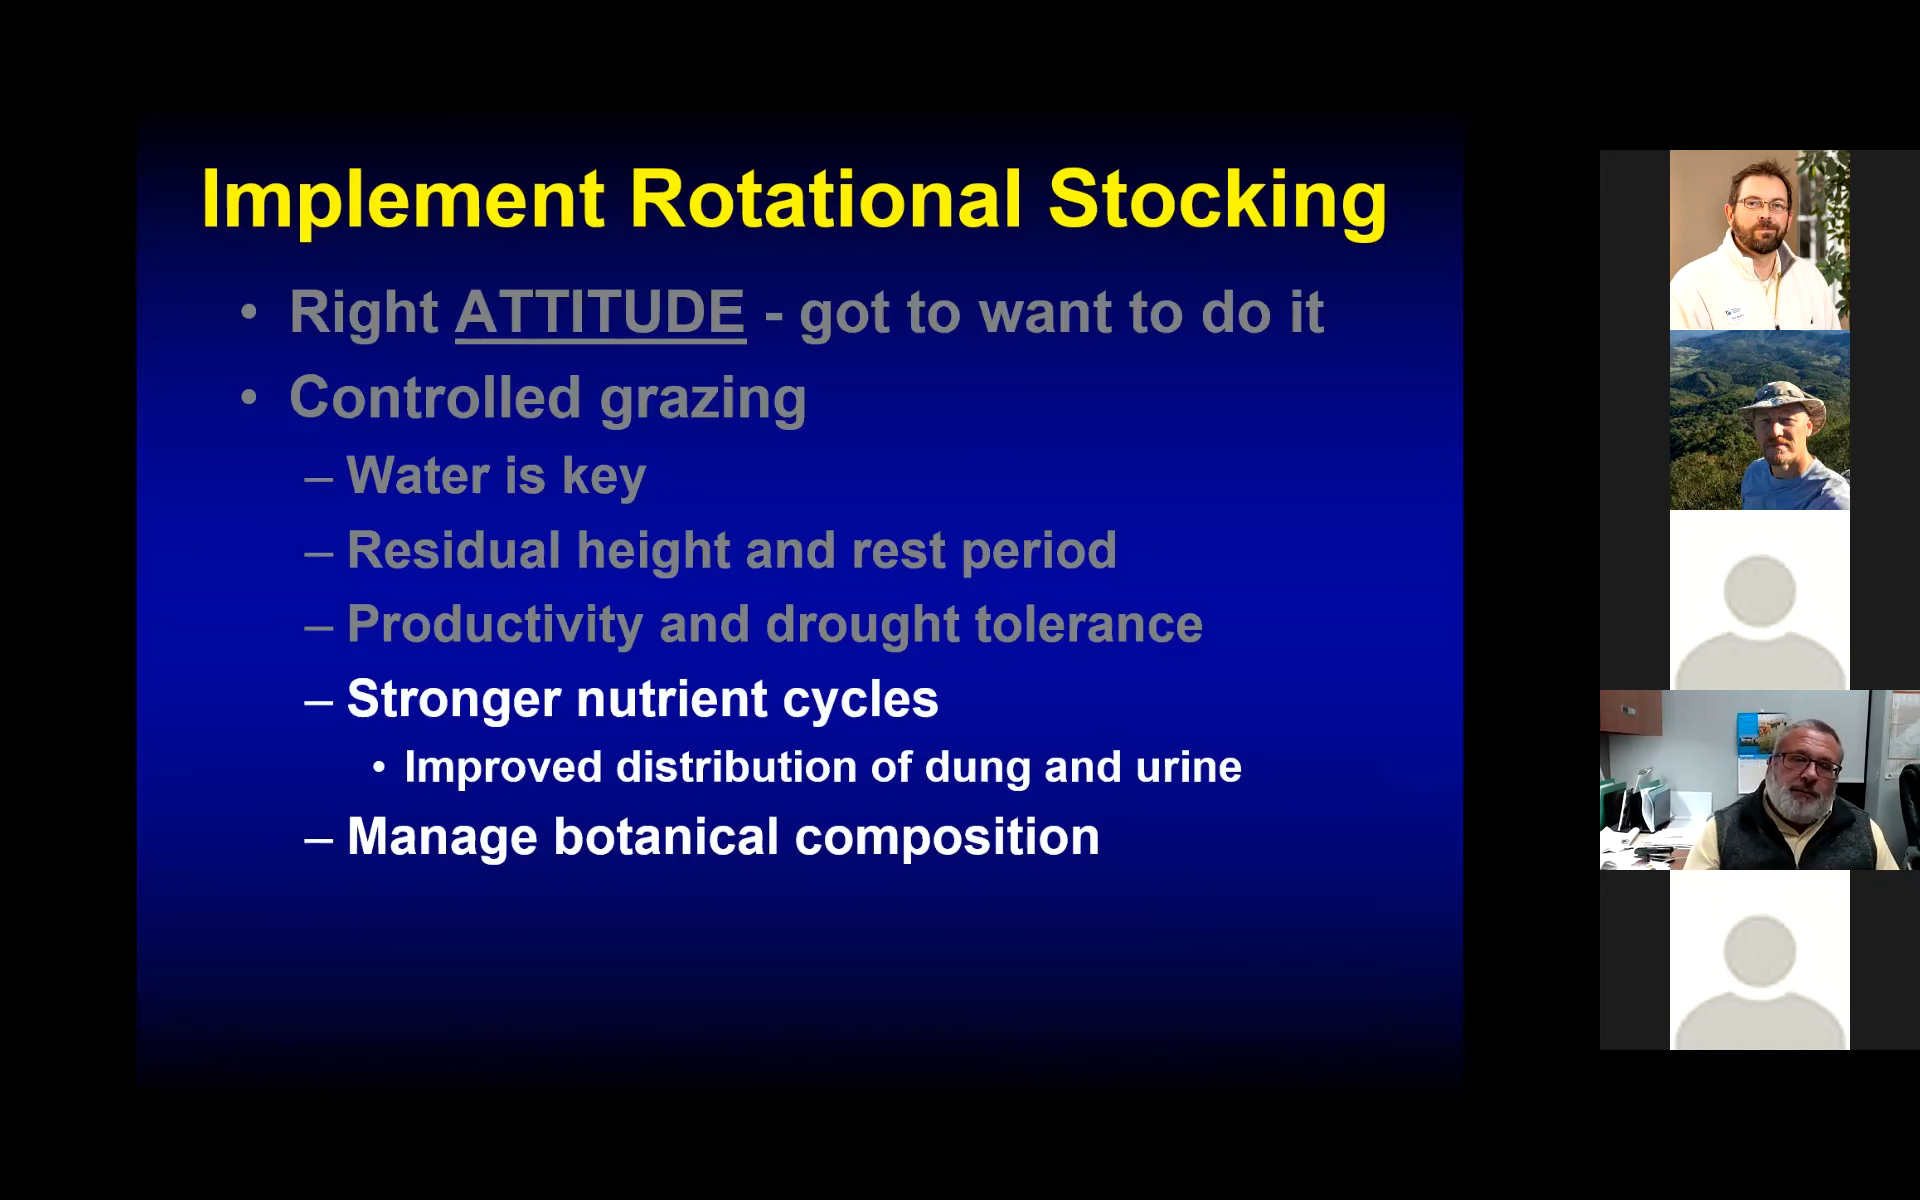 Implement Rotational Stocking
• Right ATTITUDE - got to want to do it
• Controlled grazing
– Water is key
– Residual height and rest period
– Productivity and drought tolerance
– Stronger nutrient cycles
• Improved distribution of dung and urine
– Manage botanical composition